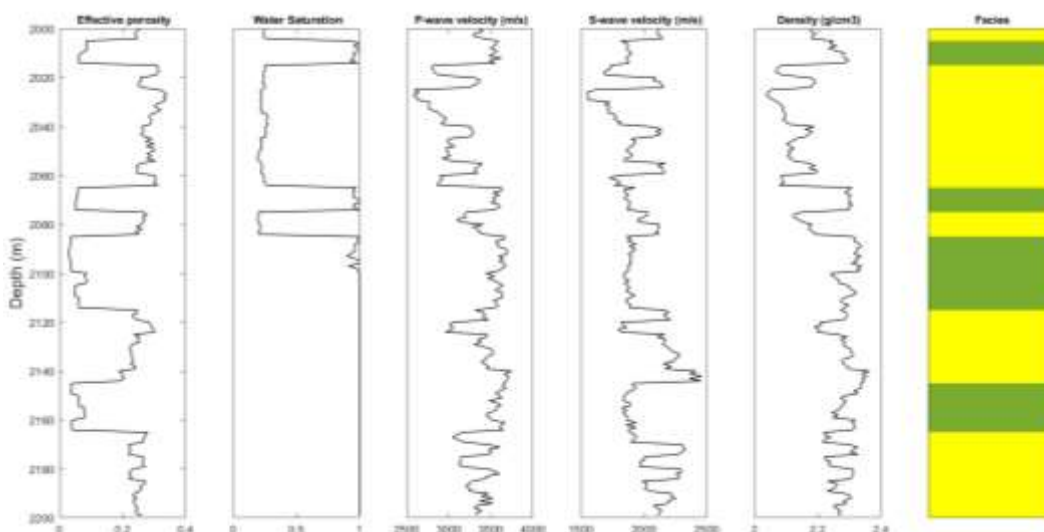 Effective porosity
Water Saturation
P-wave velocity (m/s)
S-wave velocity (m/s)
Density (g/cm3)
Facies
Depth (m)
2000
2020
2040
2060
2080
2100
2120
2140
2160
2180
2200
0 0.2 0.4
0 0.5 1
2500 3000 3500 4000
1500 2000 2500
2 2.2 2.4